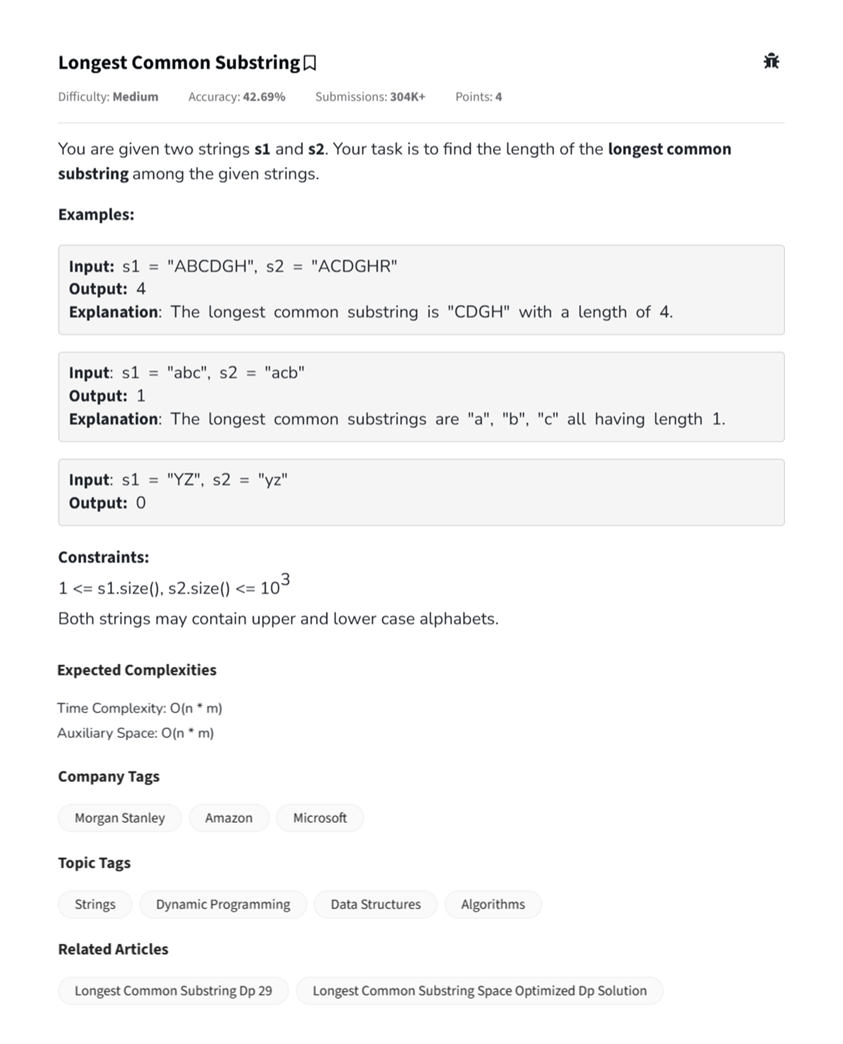 Longest Common Substring
Difficulty: Medium Accuracy: 42.69% Submissions: 304K+ Points: 4
You are given two strings s1 and s2. Your task is to find the length of the longest common
substring among the given strings.
Examples:
Input: s1 = "ABCDGH", s2 = "ACDGHR"
Output: 4
Explanation: The longest common substring is "CDGH" with a length of 4.
Input: s1 = "abc", s2 = "acb"
Output: 1
Explanation: The longest common substrings are "a", "b", "c" all having length 1.
Input: s1 = "YZ", s2 = "yz"
Output: 0
Constraints:
1 <= s1.size(), s2.size() <= 10³
Both strings may contain upper and lower case alphabets.
Expected Complexities
Time Complexity: O(n * m)
Auxiliary Space: O(n * m)
Company Tags
Morgan Stanley Amazon Microsoft
Topic Tags
Strings Dynamic Programming Data Structures Algorithms
Related Articles
Longest Common Substring Dp 29 Longest Common Substring Space Optimized Dp Solution